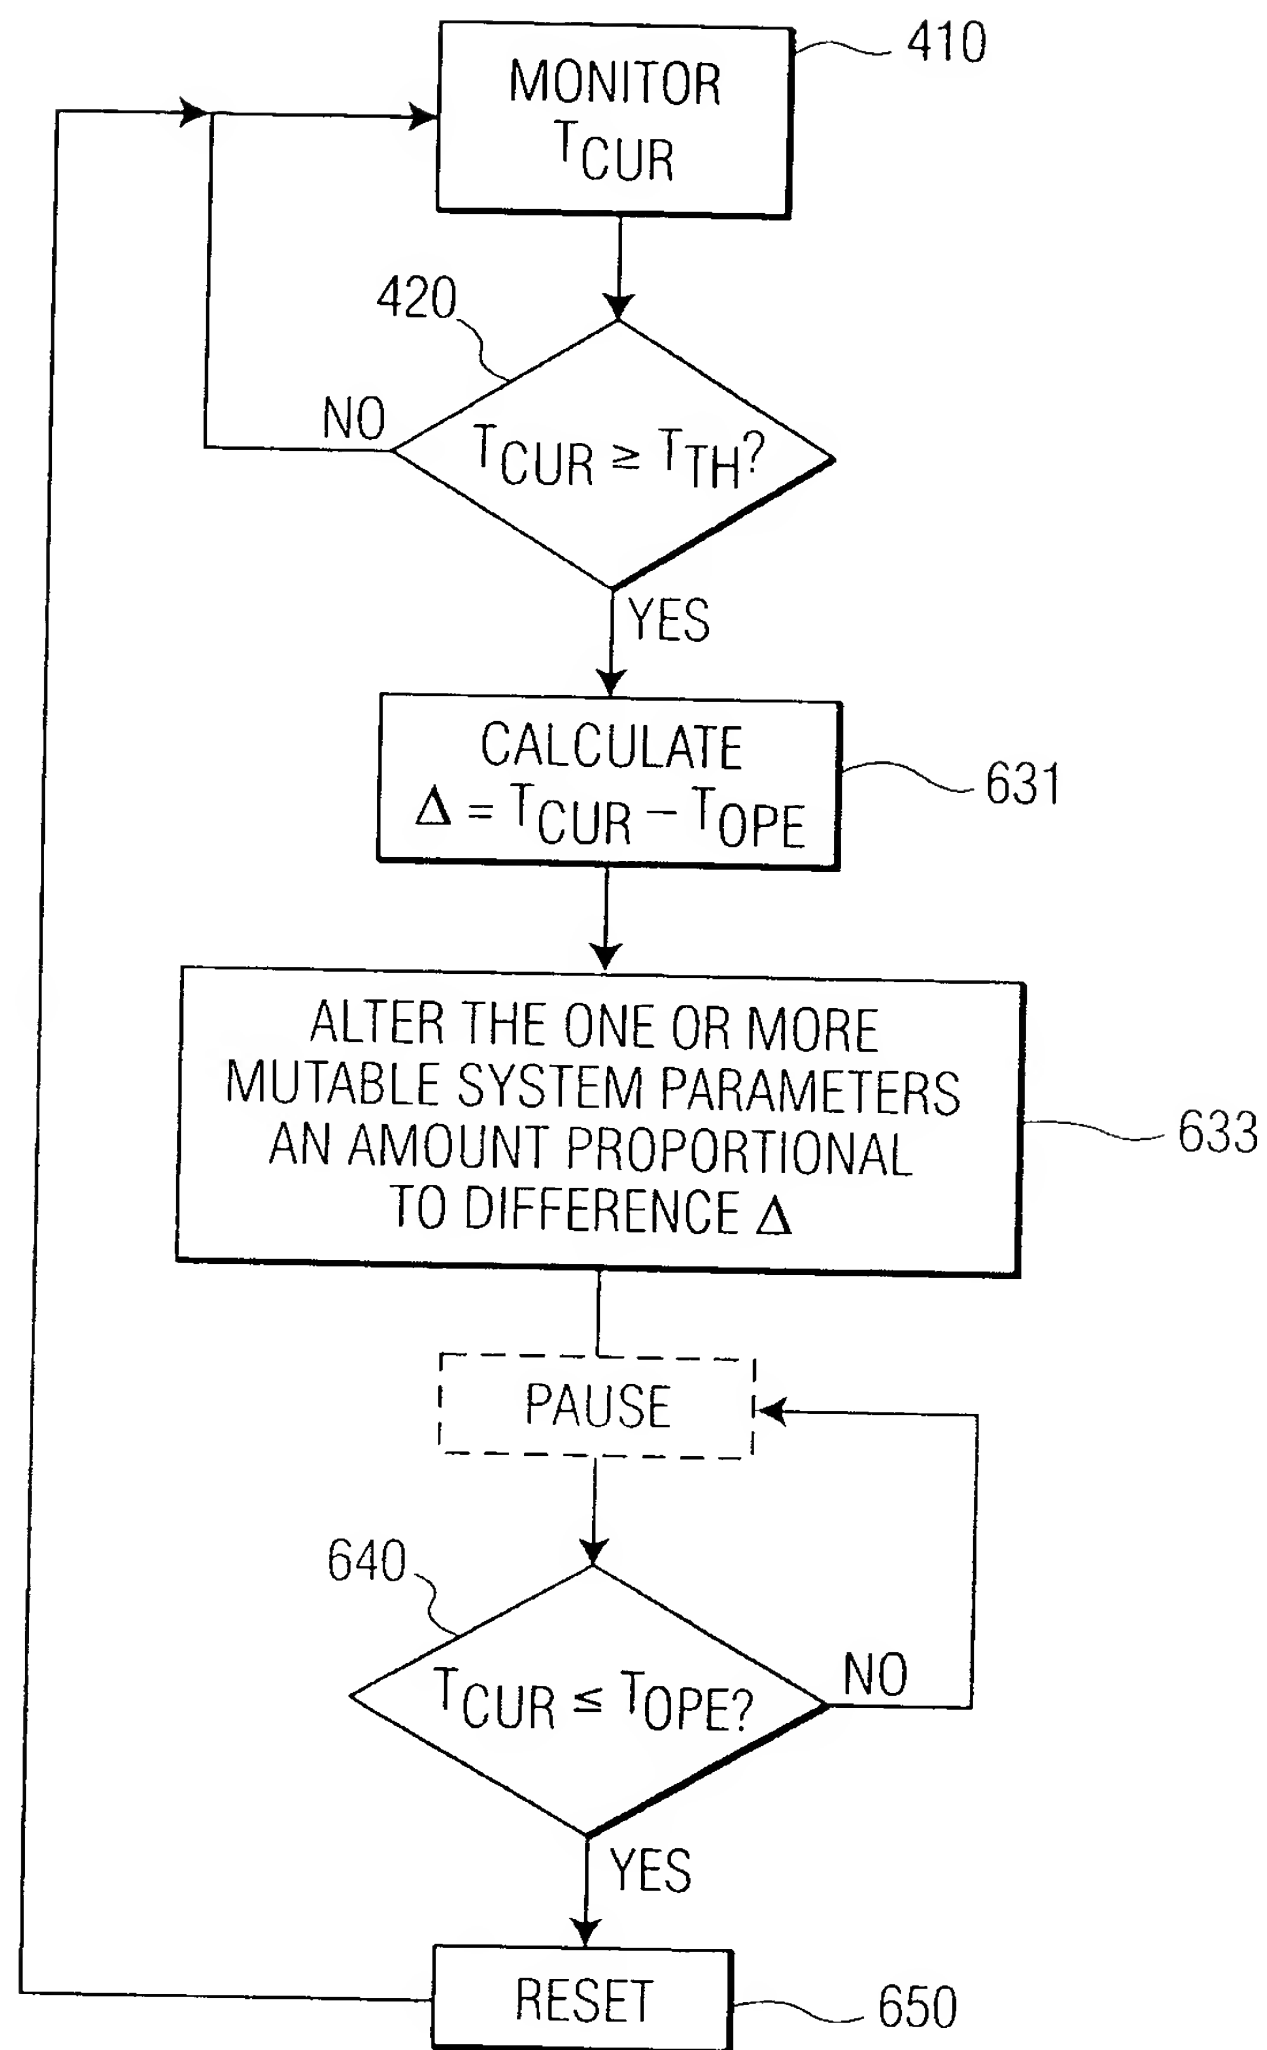 410
MONITOR
TCUR
420
NO
TCUR ≥ TTH?
YES
CALCULATE
Δ = TCUR – TOPE
631
ALTER THE ONE OR MORE
MUTABLE SYSTEM PARAMETERS
AN AMOUNT PROPORTIONAL
TO DIFFERENCE Δ
633
PAUSE
640
NO
TCUR ≤ TOPE?
YES
RESET
650